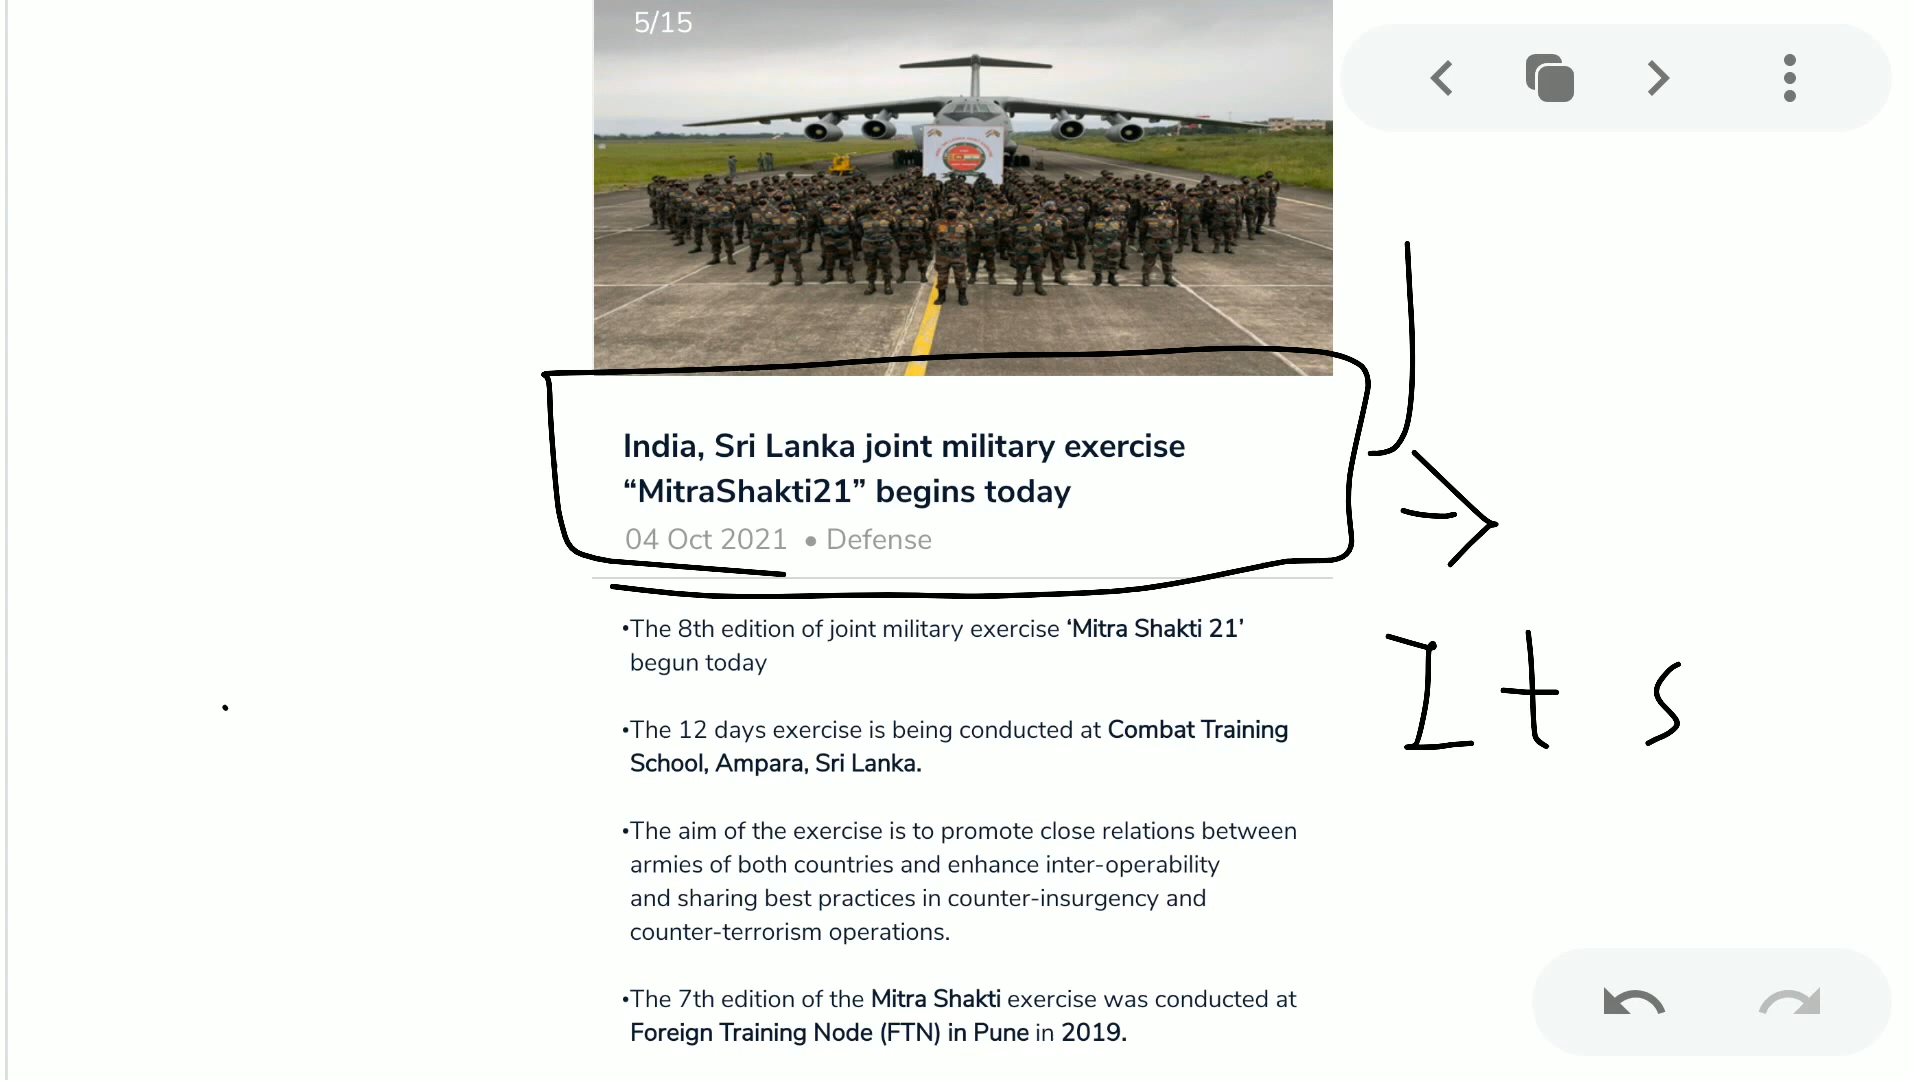 5/15
India, Sri Lanka joint military exercise
“MitraShakti21” begins today
04 Oct 2021 • Defense
•The 8th edition of joint military exercise ‘Mitra Shakti 21’
begun today
•The 12 days exercise is being conducted at Combat Training
School, Ampara, Sri Lanka.
•The aim of the exercise is to promote close relations between
armies of both countries and enhance inter-operability
and sharing best practices in counter-insurgency and
counter-terrorism operations.
•The 7th edition of the Mitra Shakti exercise was conducted at
Foreign Training Node (FTN) in Pune in 2019.
It s